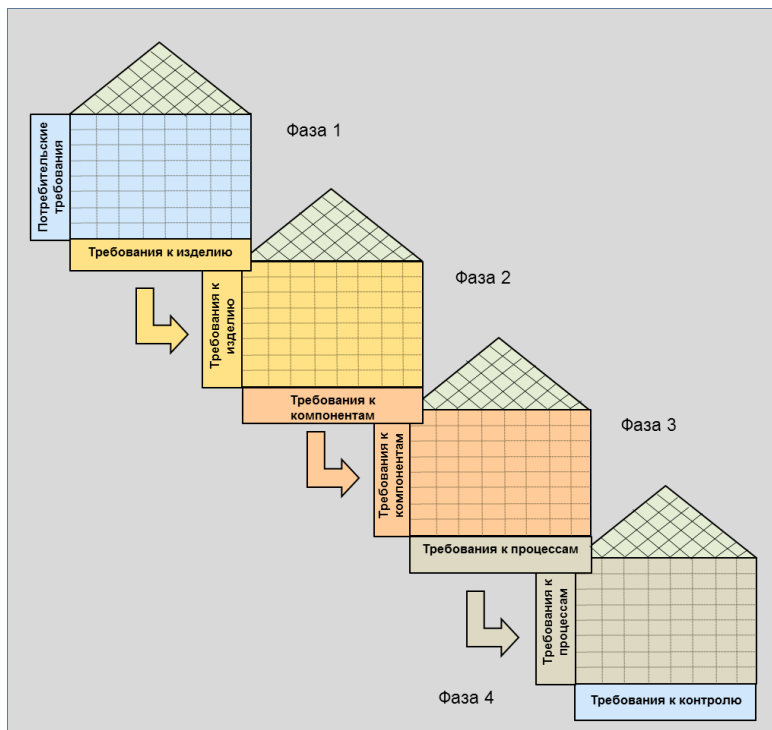 Фаза 1
Потребительские
требования
Требования к изделию
Фаза 2
Требования к
изделию
Требования к
компонентам
Фаза 3
Требования к
компонентам
Требования к процессам
Требования к
процессам
Фаза 4
Требования к контролю